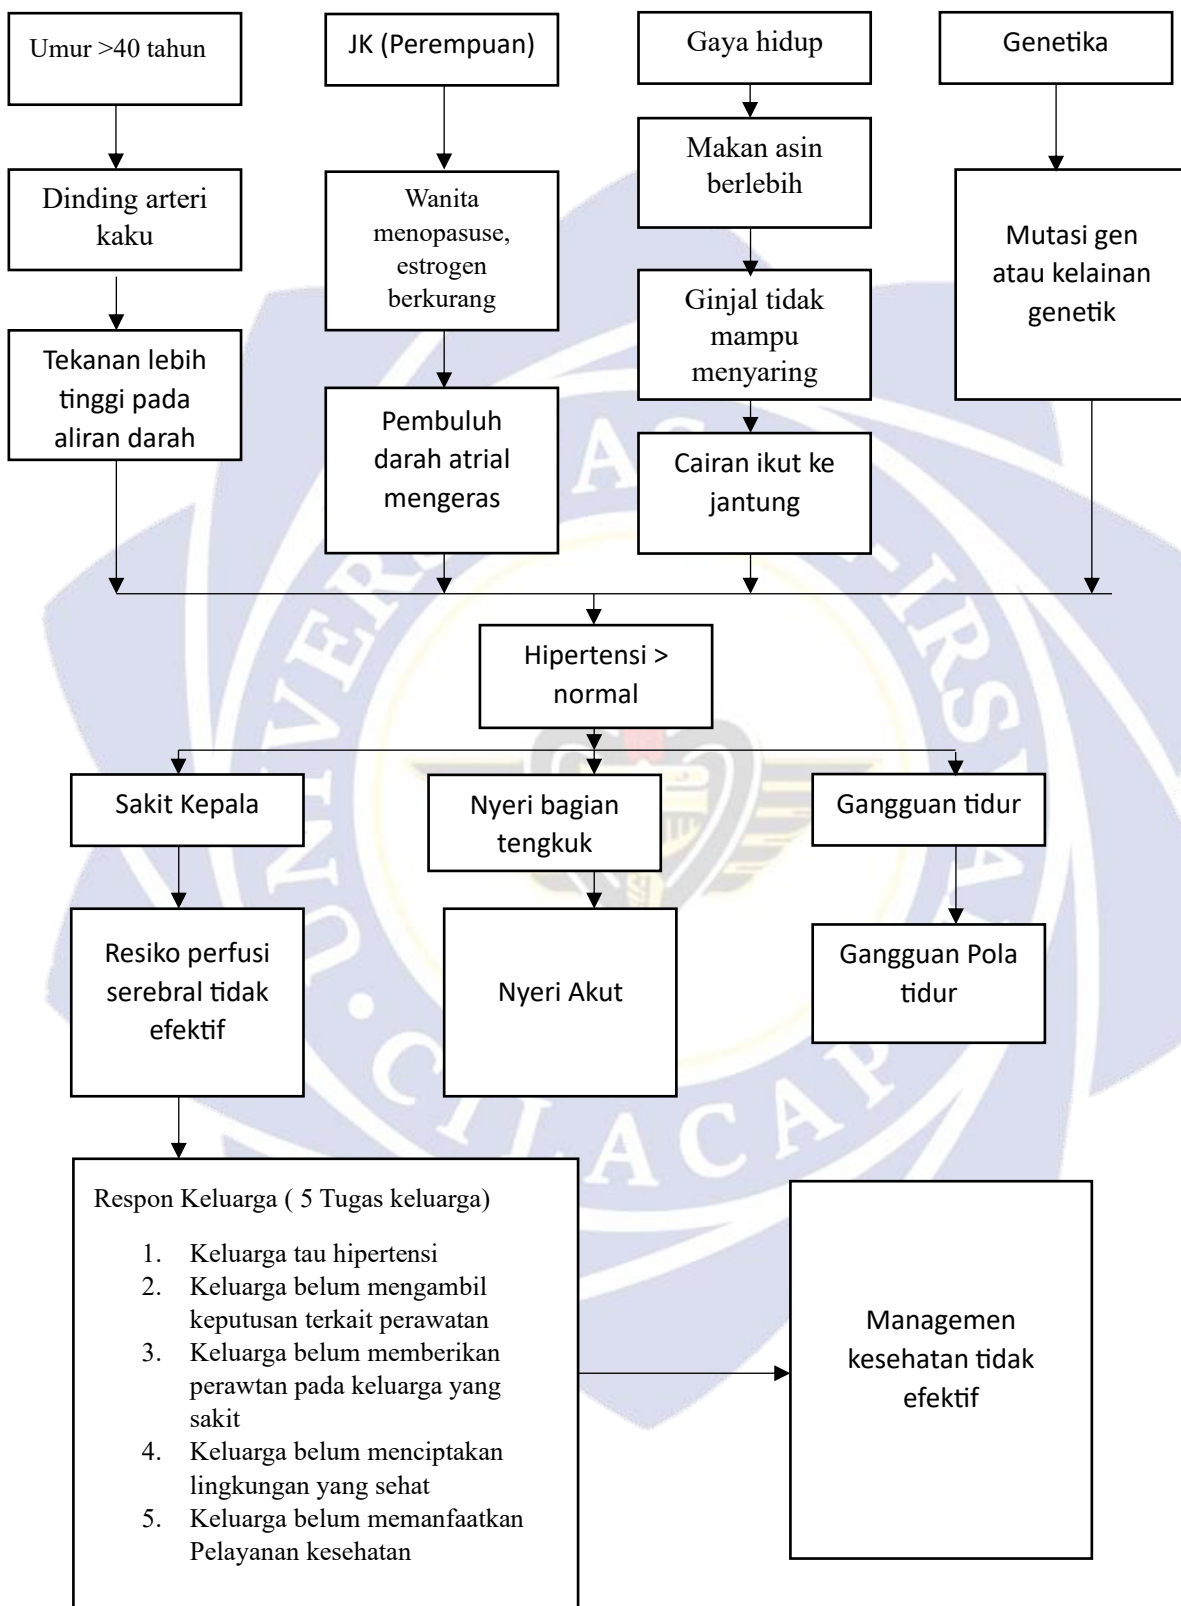 Umur >40 tahun
JK (Perempuan)
Gaya hidup
Genetika
Dinding arteri
kaku
Wanita
menopasuse,
estrogen
berkurang
Makan asin
berlebih
Mutasi gen
atau kelainan
genetik
Tekanan lebih
tinggi pada
aliran darah
Pembuluh
darah atrial
mengeras
Ginjal tidak
mampu
menyaring
Cairan ikut ke
jantung
Hipertensi >
normal
Sakit Kepala
Nyeri bagian
tengkuk
Gangguan tidur
Resiko perfusi
serebral tidak
efektif
Nyeri Akut
Gangguan Pola
tidur
Respon Keluarga ( 5 Tugas keluarga)
1. Keluarga tau hipertensi
2. Keluarga belum mengambil
keputusan terkait perawatan
3. Keluarga belum memberikan
perawtan pada keluarga yang
sakit
4. Keluarga belum menciptakan
lingkungan yang sehat
5. Keluarga belum memanfaatkan
Pelayanan kesehatan
Managemen
kesehatan tidak
efektif
CILACAP